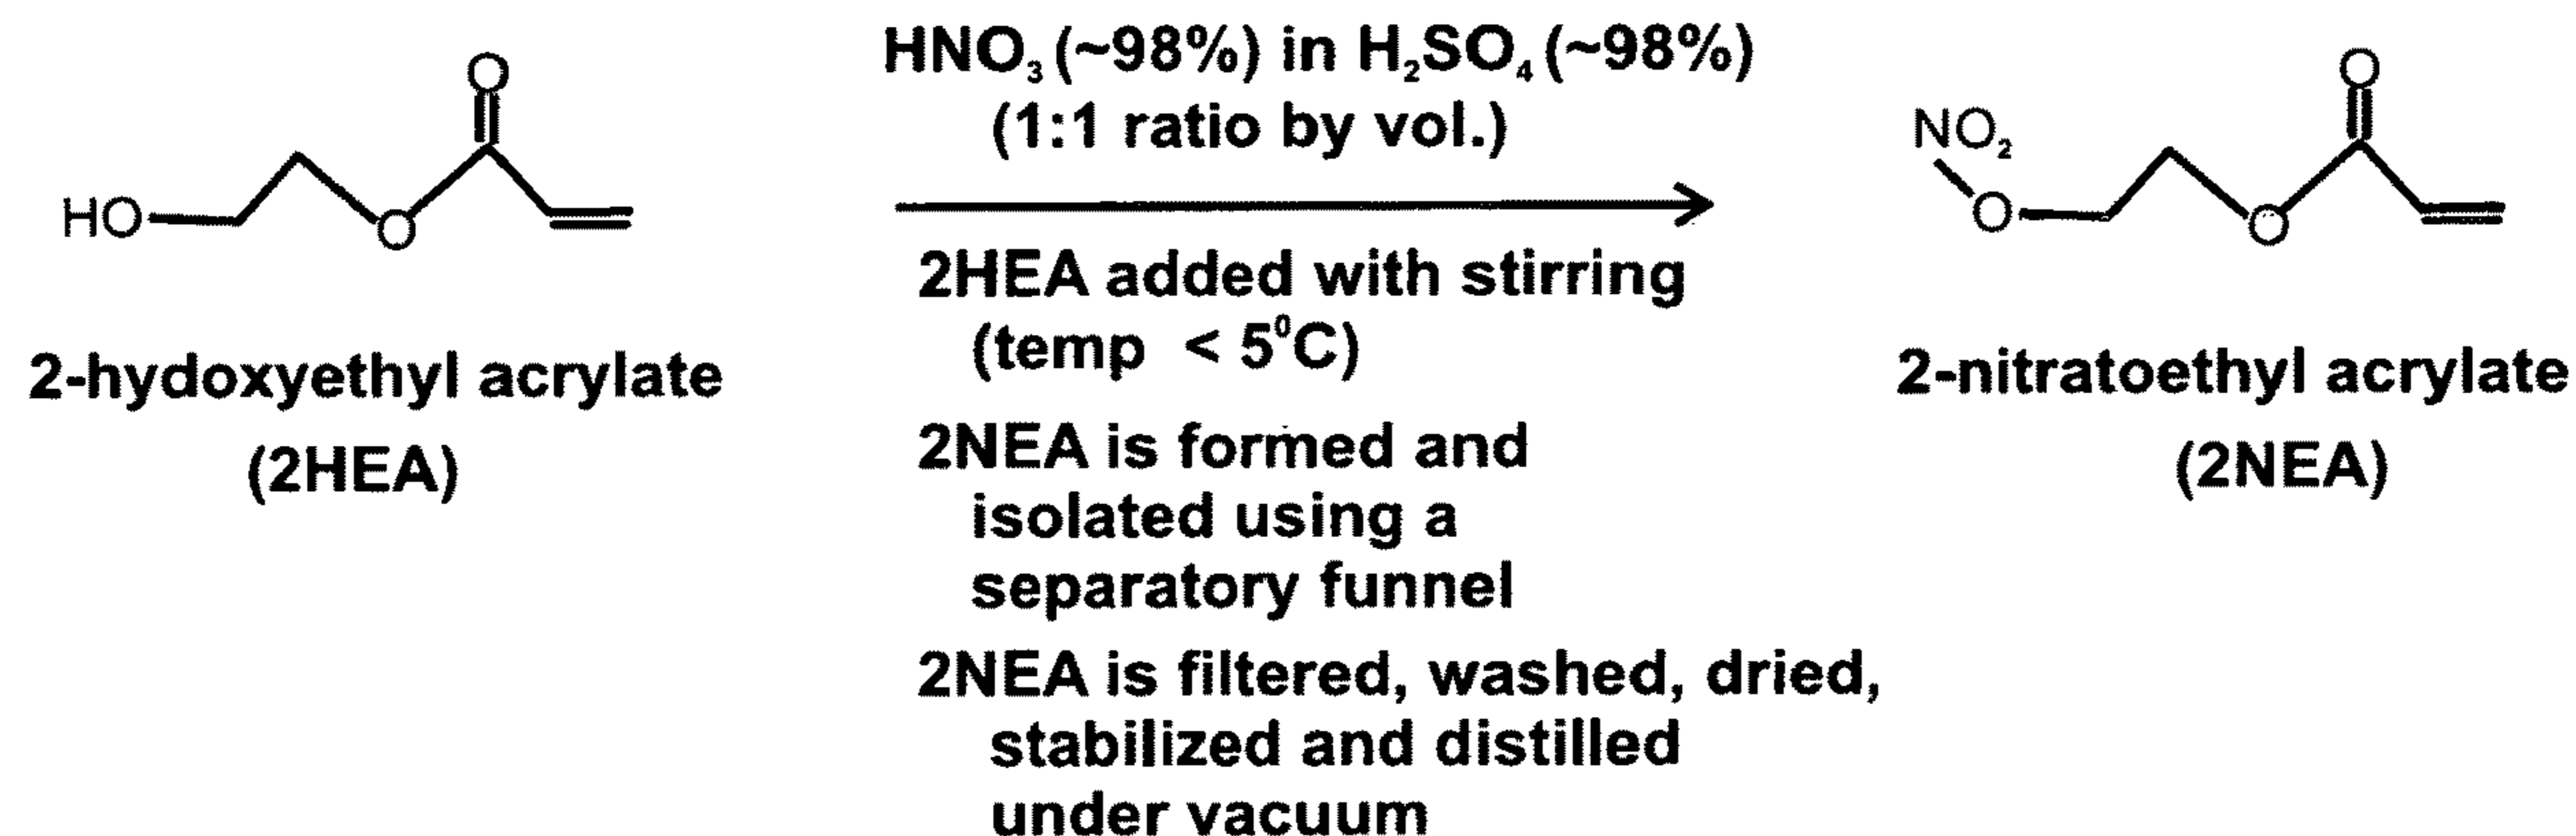 HNO₃ (~98%) in H₂SO₄ (~98%)
(1:1 ratio by vol.)
O
HO
O
2-hydoxyethyl acrylate
(2HEA)
2HEA added with stirring
(temp < 5⁰C)
2NEA is formed and
isolated using a
separatory funnel
2NEA is filtered, washed, dried,
stabilized and distilled
under vacuum
O
NO₂
O
O
2-nitratoethyl acrylate
(2NEA)